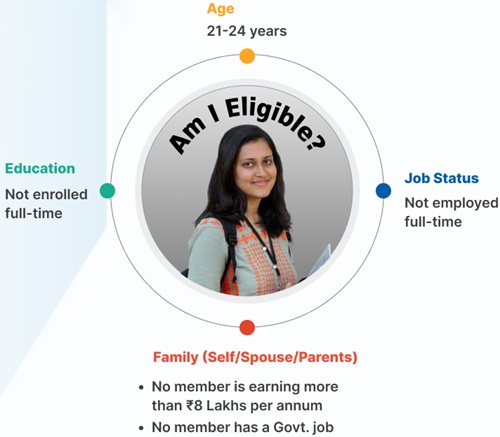 Age
21-24 years
Am I Eligible?
Education
Not enrolled
full-time
Job Status
Not employed
full-time
Family (Self/Spouse/Parents)
• No member is earning more
than ₹8 Lakhs per annum
• No member has a Govt. job